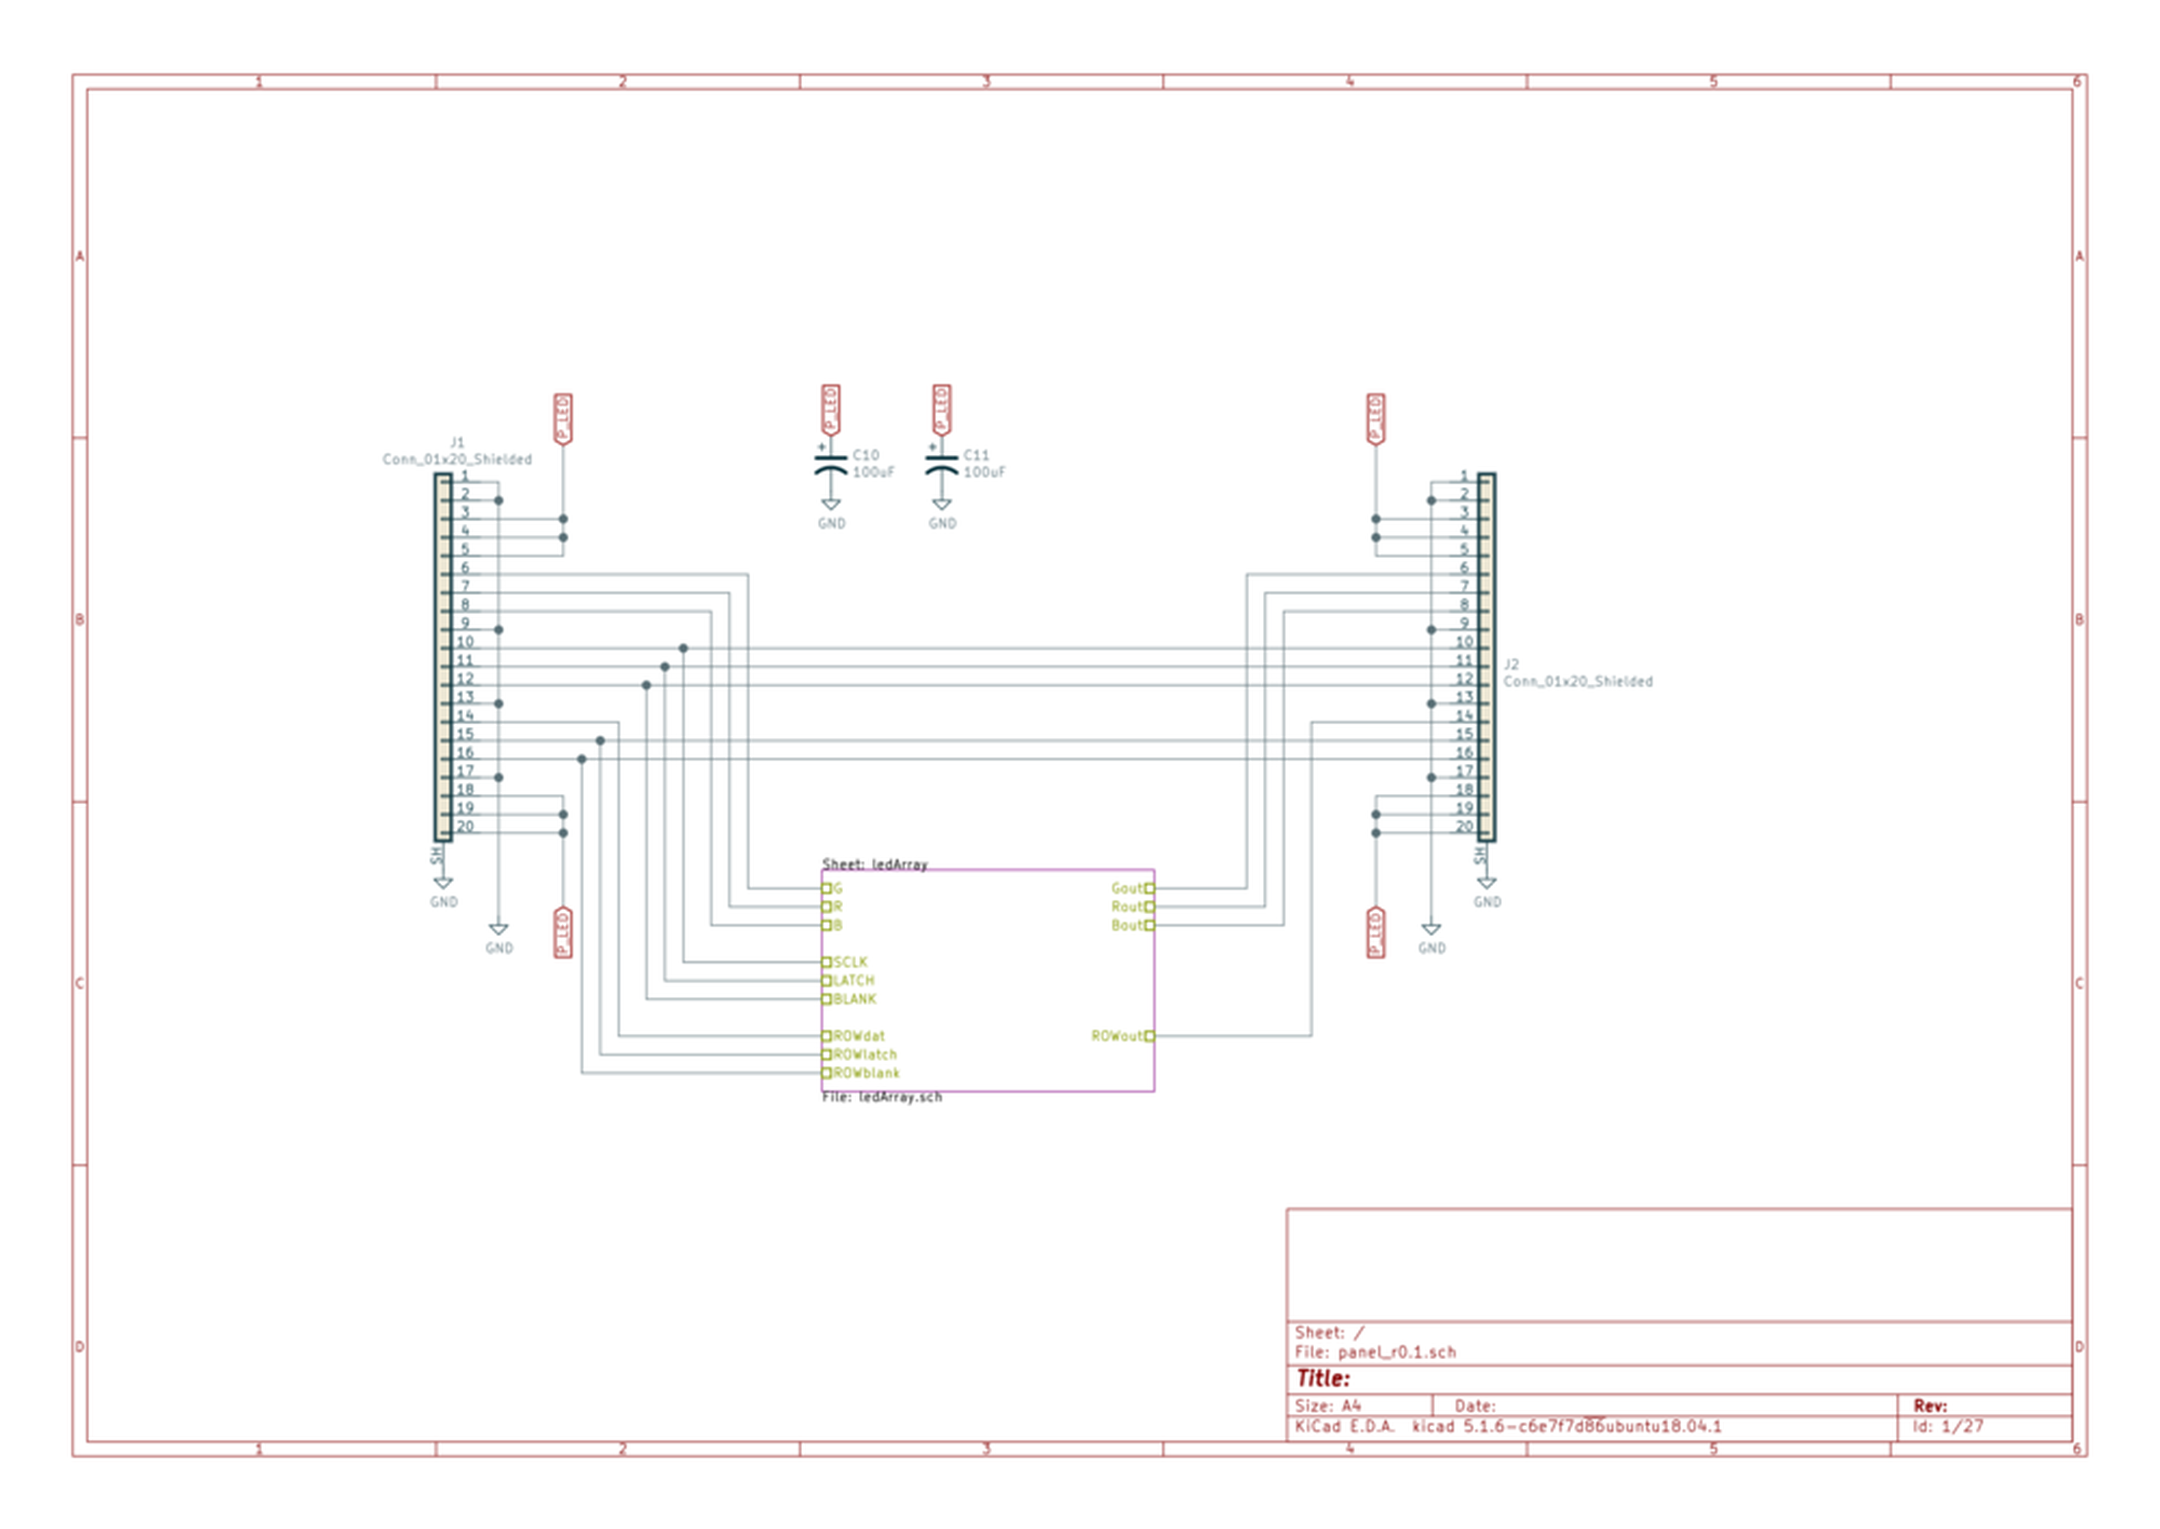 1 2 3 4 5 6
A A
P_LED P_LED P_LED P_LED
J1
Conn_01x20_Shielded
+ C10
100uF
+ C11
100uF
GND GND
1 1
2 2
3 3
4 4
5 5
6 6
7 7
8 8
B B
9 9
10 10
11 11
12 12
13 13
14 14
15 15
16 16
17 17
18 18
19 19
20 20
J2
Conn_01x20_Shielded
SH SH
GND GND
GND GND
P_LED P_LED
Sheet: ledArray
G Gout
R Rout
B Bout
SCLK
LATCH
BLANK
ROWdat ROWout
ROWlatch
ROWblank
File: ledArray.sch
C C
Sheet: /
File: panel_r0.1.sch
D D
Title:
Size: A4 Date: Rev:
KiCad E.D.A. kicad 5.1.6-c6e7f7d86ubuntu18.04.1 Id: 1/27
1 2 3 4 5 6